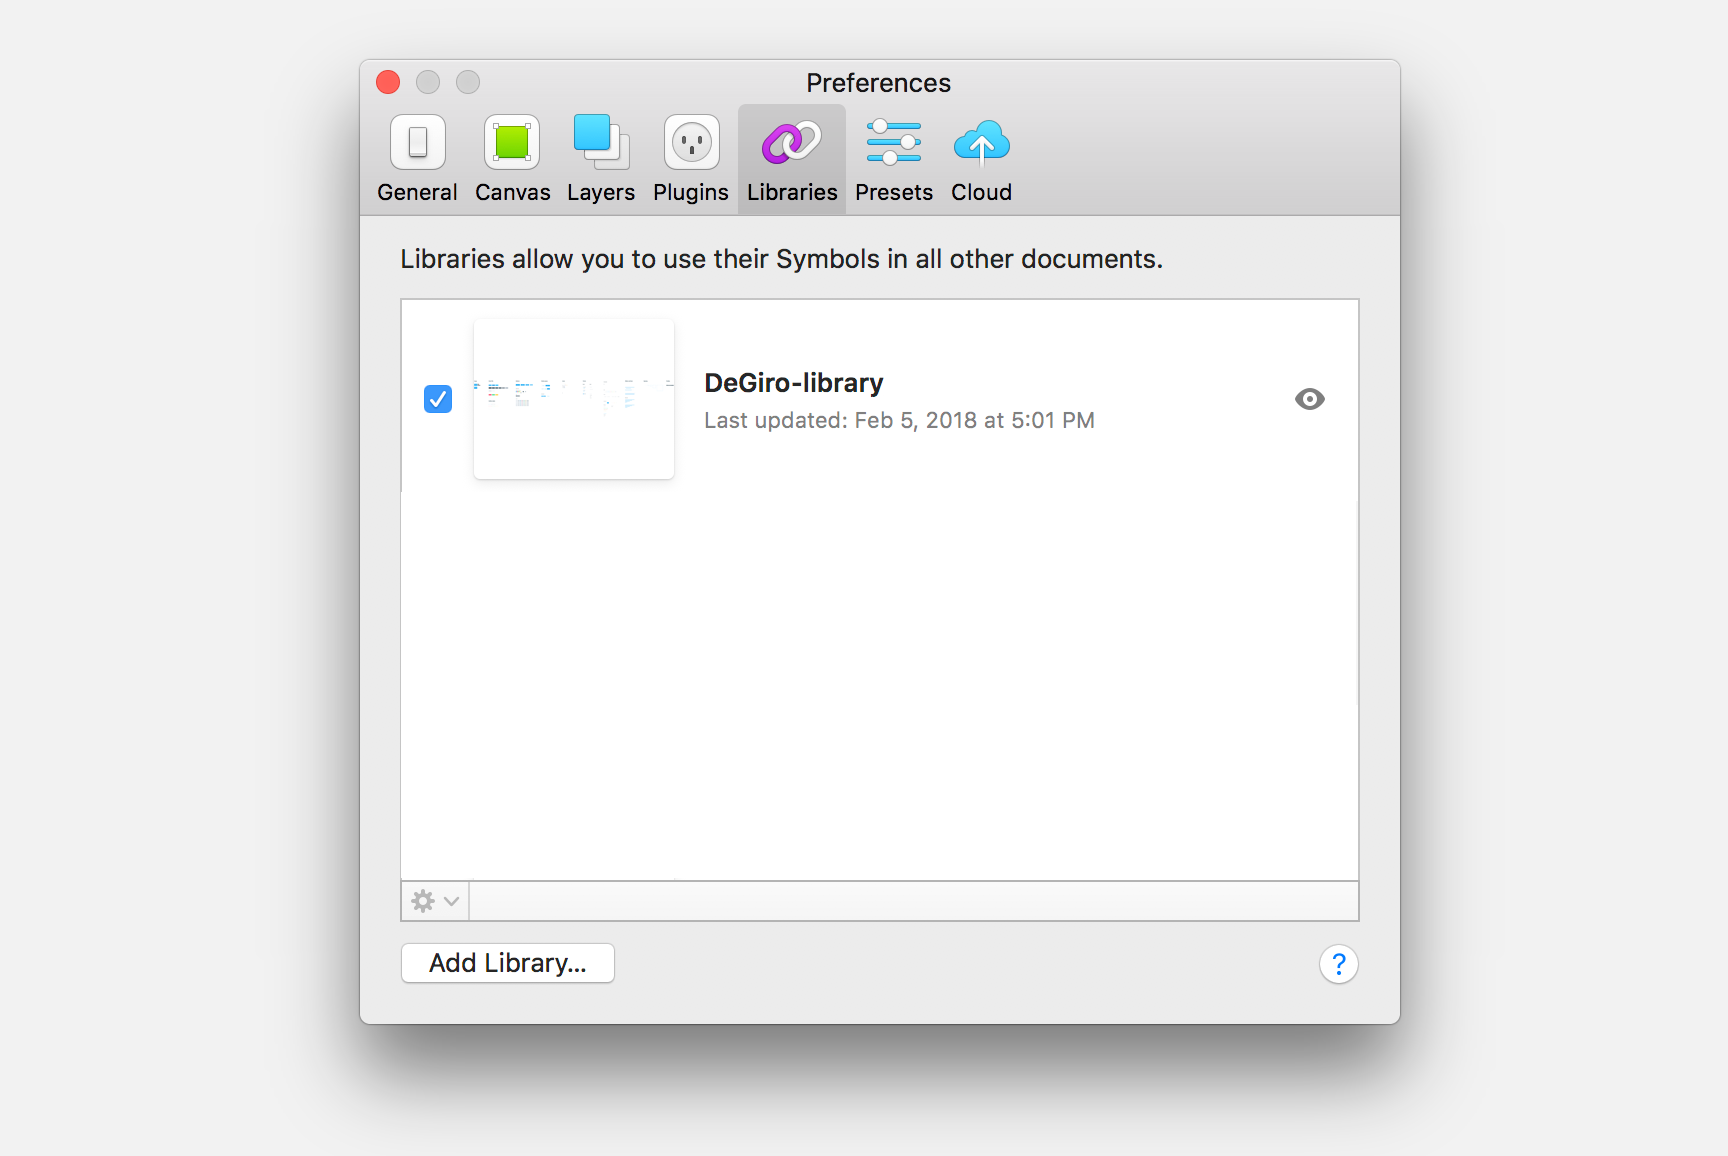 Preferences
General Canvas Layers Plugins Libraries Presets Cloud
Libraries allow you to use their Symbols in all other documents.
DeGiro-library
Last updated: Feb 5, 2018 at 5:01 PM
Add Library...
?